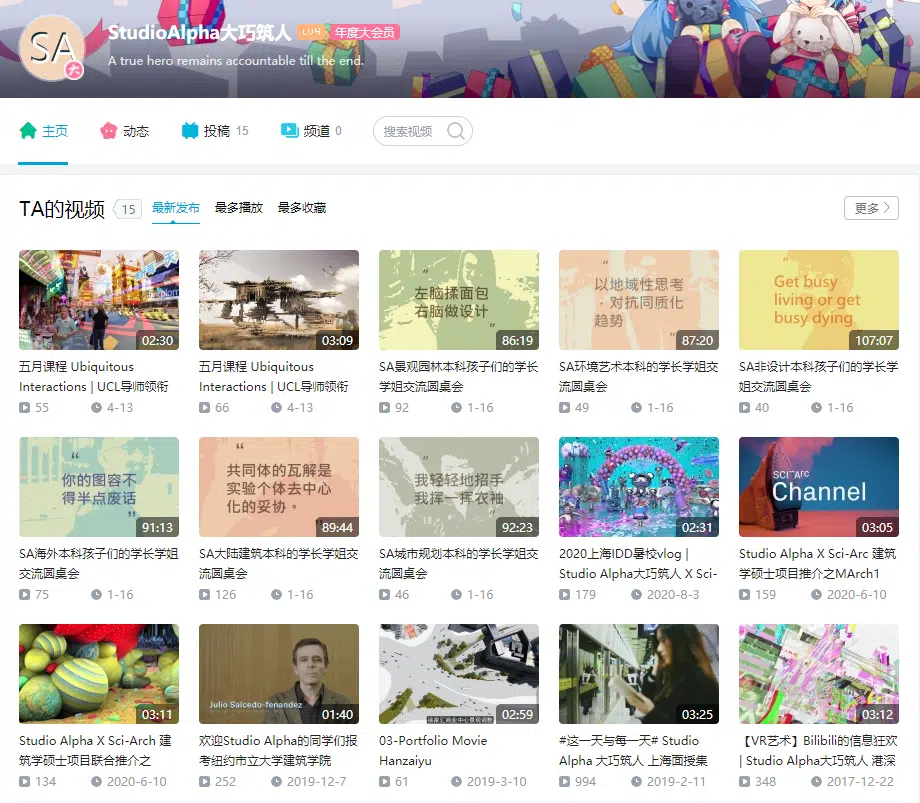 SA
大
StudioAlpha大巧筑人 LV4 年度大会员
A true hero remains accountable till the end.
主页 动态 投稿 15 频道 0 搜索视频
TA的视频 15 最新发布 最多播放 最多收藏 更多
02:30
五月课程 Ubiquitous
Interactions | UCL导师领衔
55 4-13
03:09
五月课程 Ubiquitous
Interactions | UCL导师领衔
66 4-13
“
左脑揉面包
右脑做设计
”
86:19
SA景观园林本科孩子们的学长
学姐交流圆桌会
92 1-16
“
以地域性思考
· 对抗同质化
趋势
”
87:20
SA环境艺术本科的学长学姐交
流圆桌会
49 1-16
“
Get busy
living or get
busy dying
”
107:07
SA非设计本科孩子们的学长学
姐交流圆桌会
40 1-16
“
你的图容不
得半点废话
”
91:13
SA海外本科孩子们的学长学姐
交流圆桌会
75 1-16
“
共同体的瓦解是
实验个体去中心
化的妥协。
”
89:44
SA大陆建筑本科的学长学姐交
流圆桌会
126 1-16
“
我轻轻地招手
我挥一挥衣袖
”
92:23
SA城市规划本科的学长学姐交
流圆桌会
46 1-16
02:31
2020上海IDD暑校vlog |
Studio Alpha大巧筑人 X Sci-
179 2020-8-3
SCI-Arc
Channel
03:05
Studio Alpha X Sci-Arc 建筑
学硕士项目推介之MArch1
159 2020-6-10
03:11
Studio Alpha X Sci-Arch 建
筑学硕士项目联合推介之
134 2020-6-10
Julio Salcedo-fenandez
01:40
欢迎Studio Alpha的同学们报
考纽约市立大学建筑学院
252 2019-12-7
徐家汇商业中心景观调整
02:59
03-Portfolio Movie
Hanzaiyu
61 2019-3-10
03:25
#这一天与每一天# Studio
Alpha 大巧筑人 上海面授集
994 2019-2-11
03:12
【VR艺术】Bilibili的信息狂欢
| Studio Alpha大巧筑人 港深
348 2017-12-22